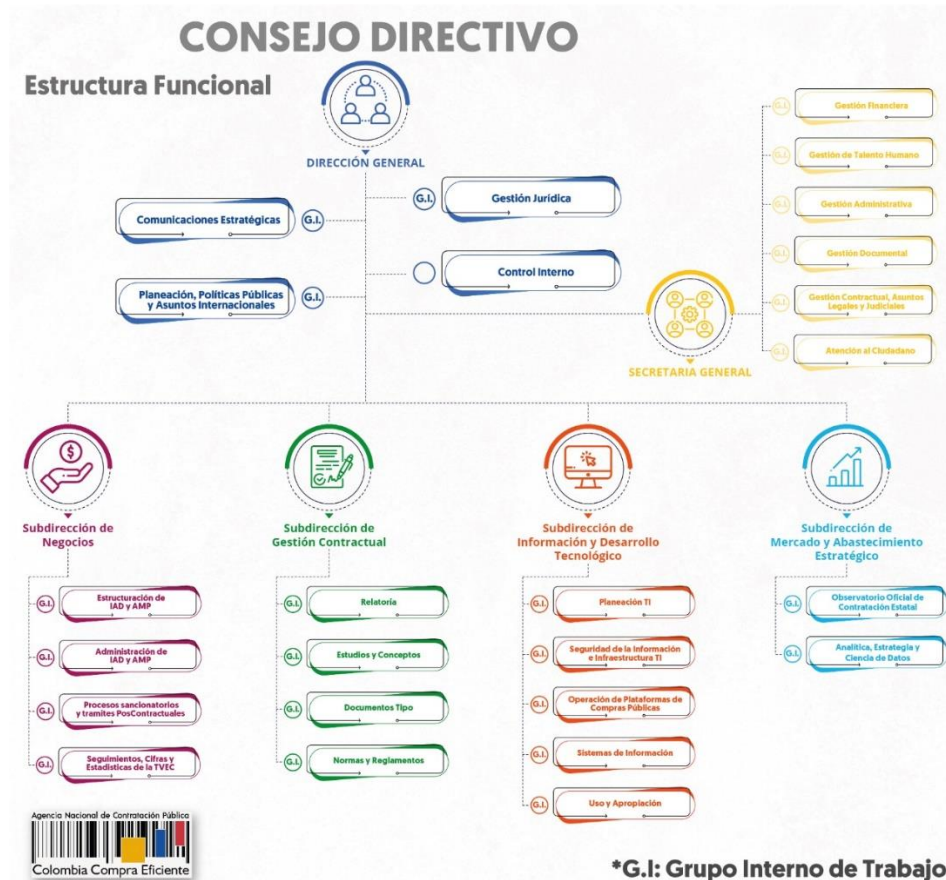 CONSEJO DIRECTIVO
Estructura Funcional
DIRECCIÓN GENERAL
G.I.
Gestión Jurídica
Comunicaciones Estratégicas
G.I.
Control Interno
Planeación, Políticas Públicas
y Asuntos Internacionales
G.I.
G.I.
Gestión Financiera
G.I.
Gestión de Talento Humano
G.I.
Gestión Administrativa
G.I.
Gestión Documental
G.I.
Gestión Contractual, Asuntos
Legales y Judiciales
G.I.
Atención al Ciudadano
SECRETARIA GENERAL
Subdirección de
Negocios
G.I.
Estructuración de
IAD y AMP
G.I.
Administración de
IAD y AMP
G.I.
Procesos sancionatorios
y tramites PosContractuales
G.I.
Seguimientos, Cifras y
Estadísticas de la TVEC
Subdirección de
Gestión Contractual
G.I.
Relatoría
G.I.
Estudios y Conceptos
G.I.
Documentos Tipo
G.I.
Normas y Reglamentos
Subdirección de
Información y Desarrollo
Tecnológico
G.I.
Planeación TI
G.I.
Seguridad de la Información
e Infraestructura TI
G.I.
Operación de Plataformas de
Compras Públicas
G.I.
Sistemas de Información
G.I.
Uso y Apropiación
Subdirección de
Mercado y Abastecimiento
Estratégico
G.I.
Observatorio Oficial de
Contratación Estatal
G.I.
Analítica, Estrategia y
Ciencia de Datos
Agencia Nacional de Contratación Pública
Colombia Compra Eficiente
*G.I: Grupo Interno de Trabajo